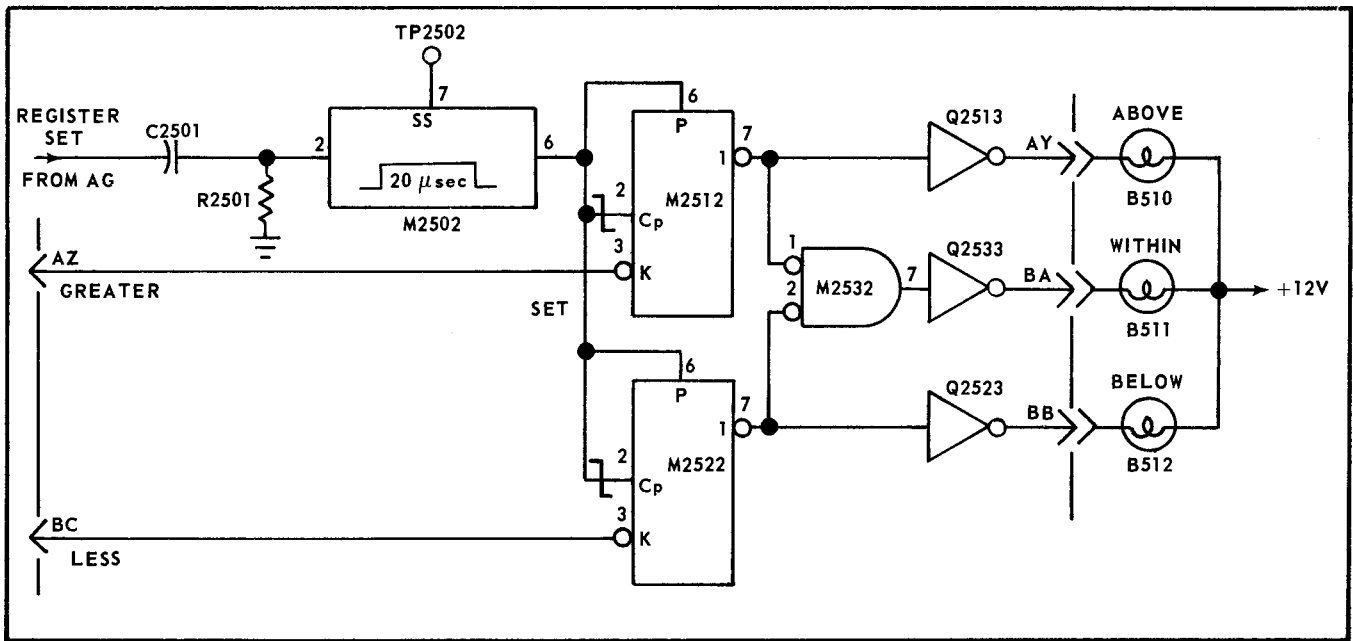 TP2502
7
REGISTER
SET
FROM AG
C2501
R2501
2
SS
20 μsec
6
M2502
AZ
GREATER
SET
6
P
7
1
M2512
2
Cp
3
K
6
P
7
1
M2522
2
Cp
3
K
BC
LESS
1
2
M2532
7
Q2513
AY
ABOVE
B510
Q2533
BA
WITHIN
B511
+12V
Q2523
BB
BELOW
B512